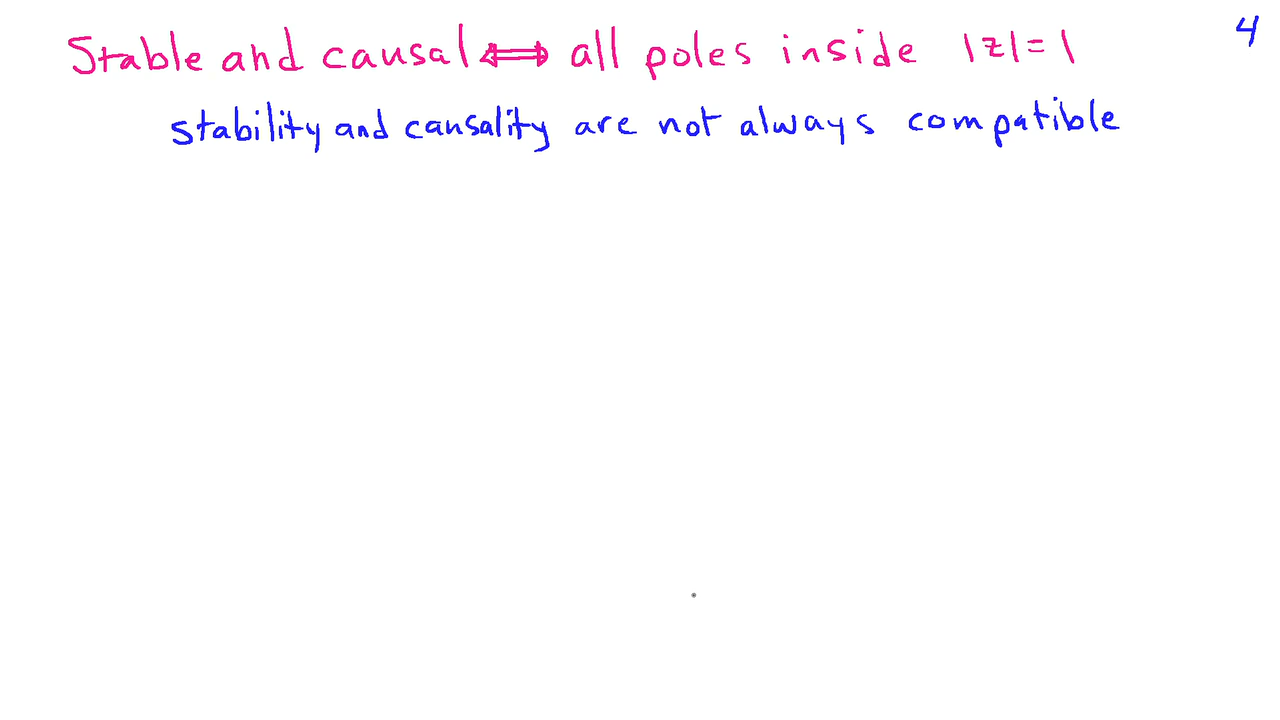 Stable and causal ⟺ all poles inside |z|=1
4
stability and causality are not always compatible